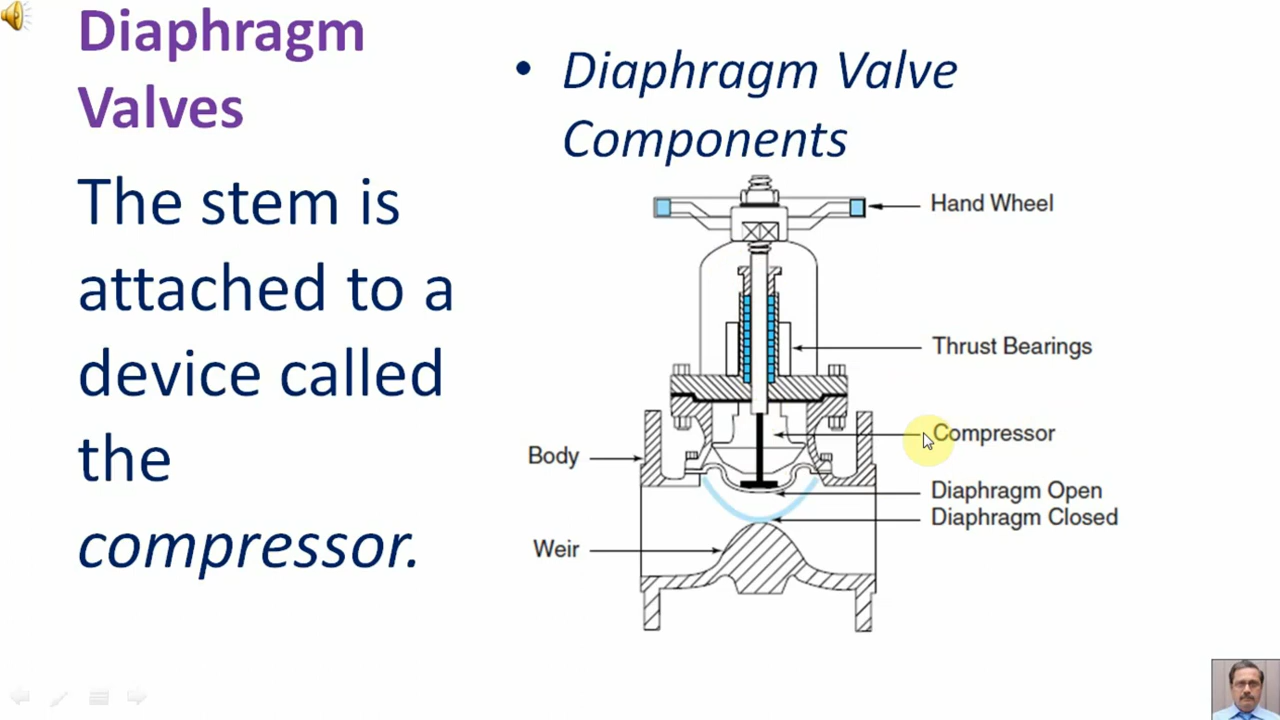 Diaphragm
Valves
The stem is
attached to a
device called
the
compressor.
• Diaphragm Valve
Components
Hand Wheel
Thrust Bearings
Compressor
Body
Diaphragm Open
Diaphragm Closed
Weir